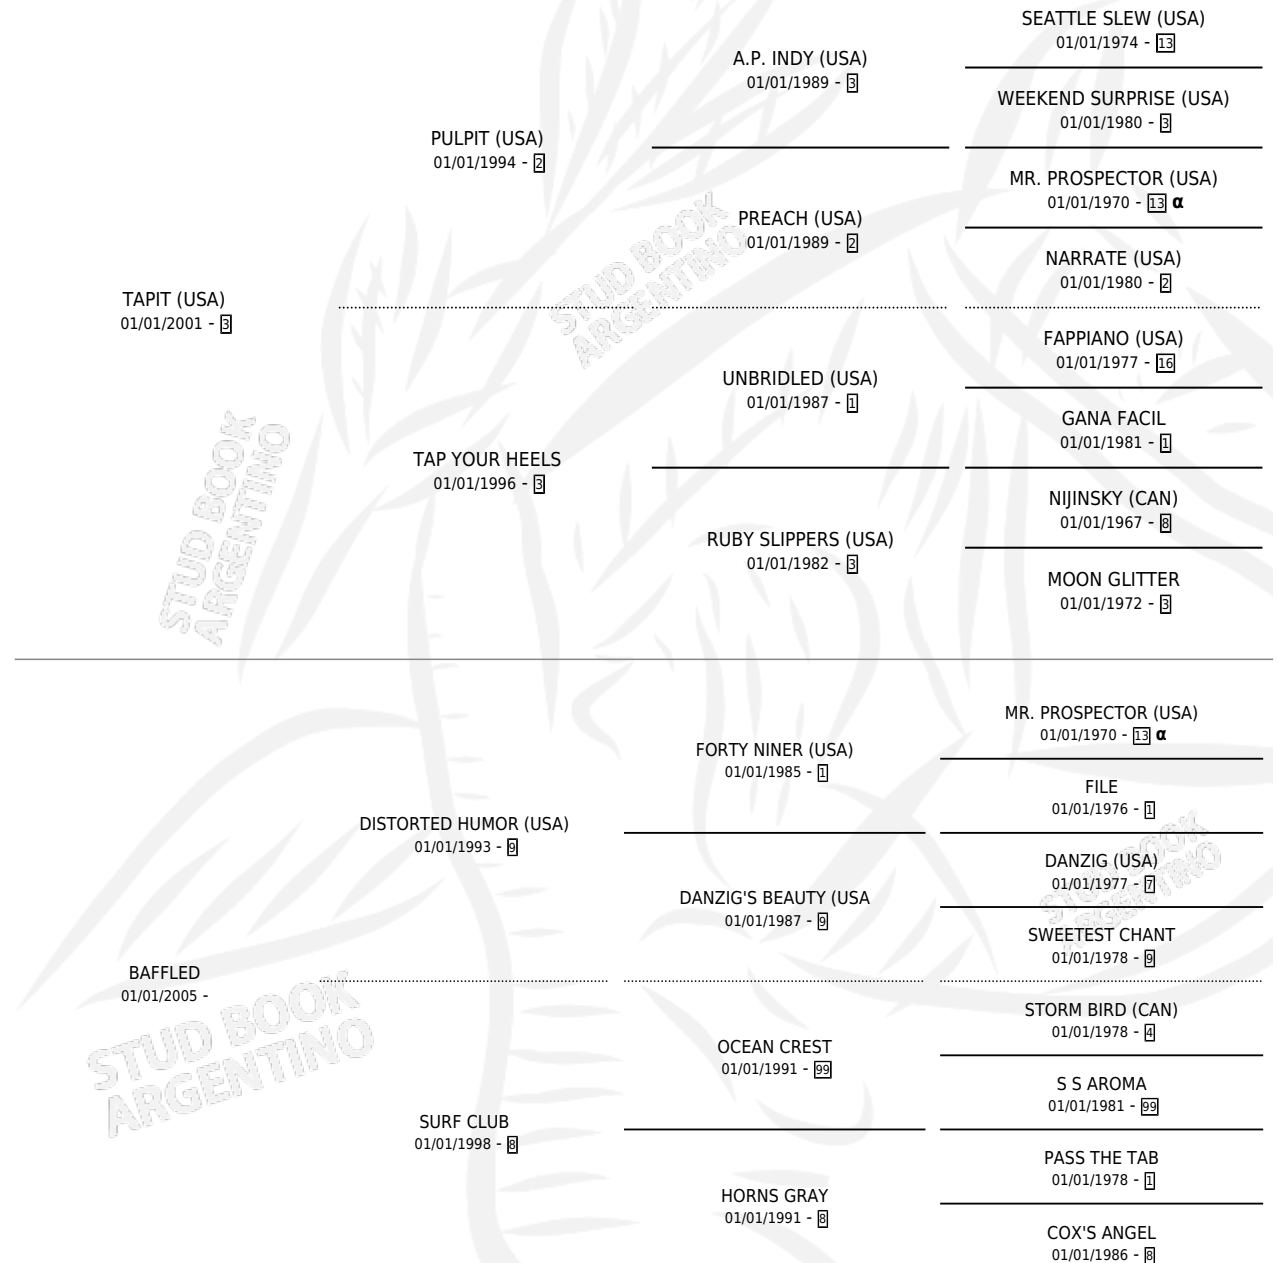 SEATTLE SLEW (USA)
01/01/1974 - 13
A.P. INDY (USA)
01/01/1989 - 3
WEEKEND SURPRISE (USA)
01/01/1980 - 3
PULPIT (USA)
01/01/1994 - 2
MR. PROSPECTOR (USA)
01/01/1970 - 13 α
PREACH (USA)
01/01/1989 - 2
NARRATE (USA)
01/01/1980 - 2
TAPIT (USA)
01/01/2001 - 3
FAPPIANO (USA)
01/01/1977 - 16
UNBRIDLED (USA)
01/01/1987 - 1
GANA FACIL
01/01/1981 - 1
TAP YOUR HEELS
01/01/1996 - 3
NIJINSKY (CAN)
01/01/1967 - 8
RUBY SLIPPERS (USA)
01/01/1982 - 3
MOON GLITTER
01/01/1972 - 3
MR. PROSPECTOR (USA)
01/01/1970 - 13 α
FORTY NINER (USA)
01/01/1985 - 1
FILE
01/01/1976 - 1
DISTORTED HUMOR (USA)
01/01/1993 - 9
DANZIG (USA)
01/01/1977 - 7
DANZIG'S BEAUTY (USA
01/01/1987 - 9
SWEETEST CHANT
01/01/1978 - 9
BAFFLED
01/01/2005 -
STORM BIRD (CAN)
01/01/1978 - 4
OCEAN CREST
01/01/1991 - 99
S S AROMA
01/01/1981 - 99
SURF CLUB
01/01/1998 - 8
PASS THE TAB
01/01/1978 - 1
HORNS GRAY
01/01/1991 - 8
COX'S ANGEL
01/01/1986 - 8
STUD BOOK
ARGENTINO
STUD BOOK
ARGENTINO
STUD BOOK
ARGENTINO
STUD BOOK
ARGENTINO